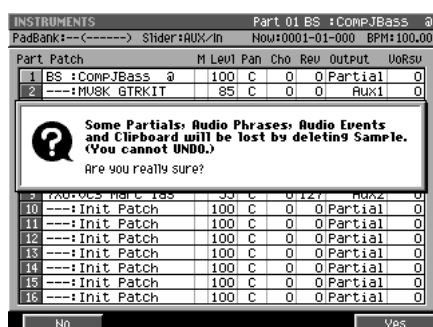 INSTRUMENTS Part 01 BS :CompJBass
PadBank:--(------) Slider:AUX/In Now:0001-01-000 BPM:100.00
Part Patch M Levl Pan Cho Rev Output VoRsv
1 BS :CompJBass 100 C 0 0 Partial 0
2 ---:MV8K GTRKIT 85 C 0 0 Aux1 0
Some Partials, Audio Phrases, Audio Events
and Clipboard will be lost by deleting Sample.
(You cannot UNDO.)
Are you really sure?
10 ---:Init Patch 100 C 0 0 Partial 0
11 ---:Init Patch 100 C 0 0 Partial 0
12 ---:Init Patch 100 C 0 0 Partial 0
13 ---:Init Patch 100 C 0 0 Partial 0
14 ---:Init Patch 100 C 0 0 Partial 0
15 ---:Init Patch 100 C 0 0 Partial 0
16 ---:Init Patch 100 C 0 0 Partial 0
No Yes